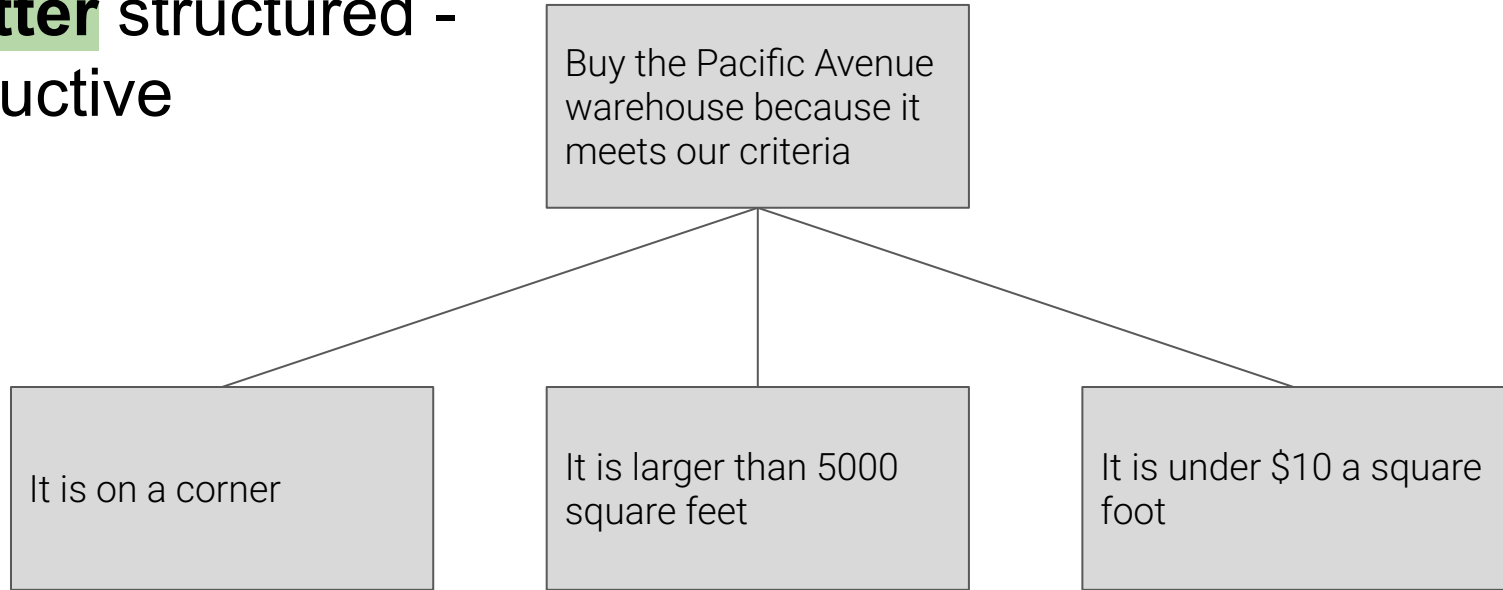 tter structured -
uctive
Buy the Pacific Avenue
warehouse because it
meets our criteria
It is on a corner
It is larger than 5000
square feet
It is under $10 a square
foot